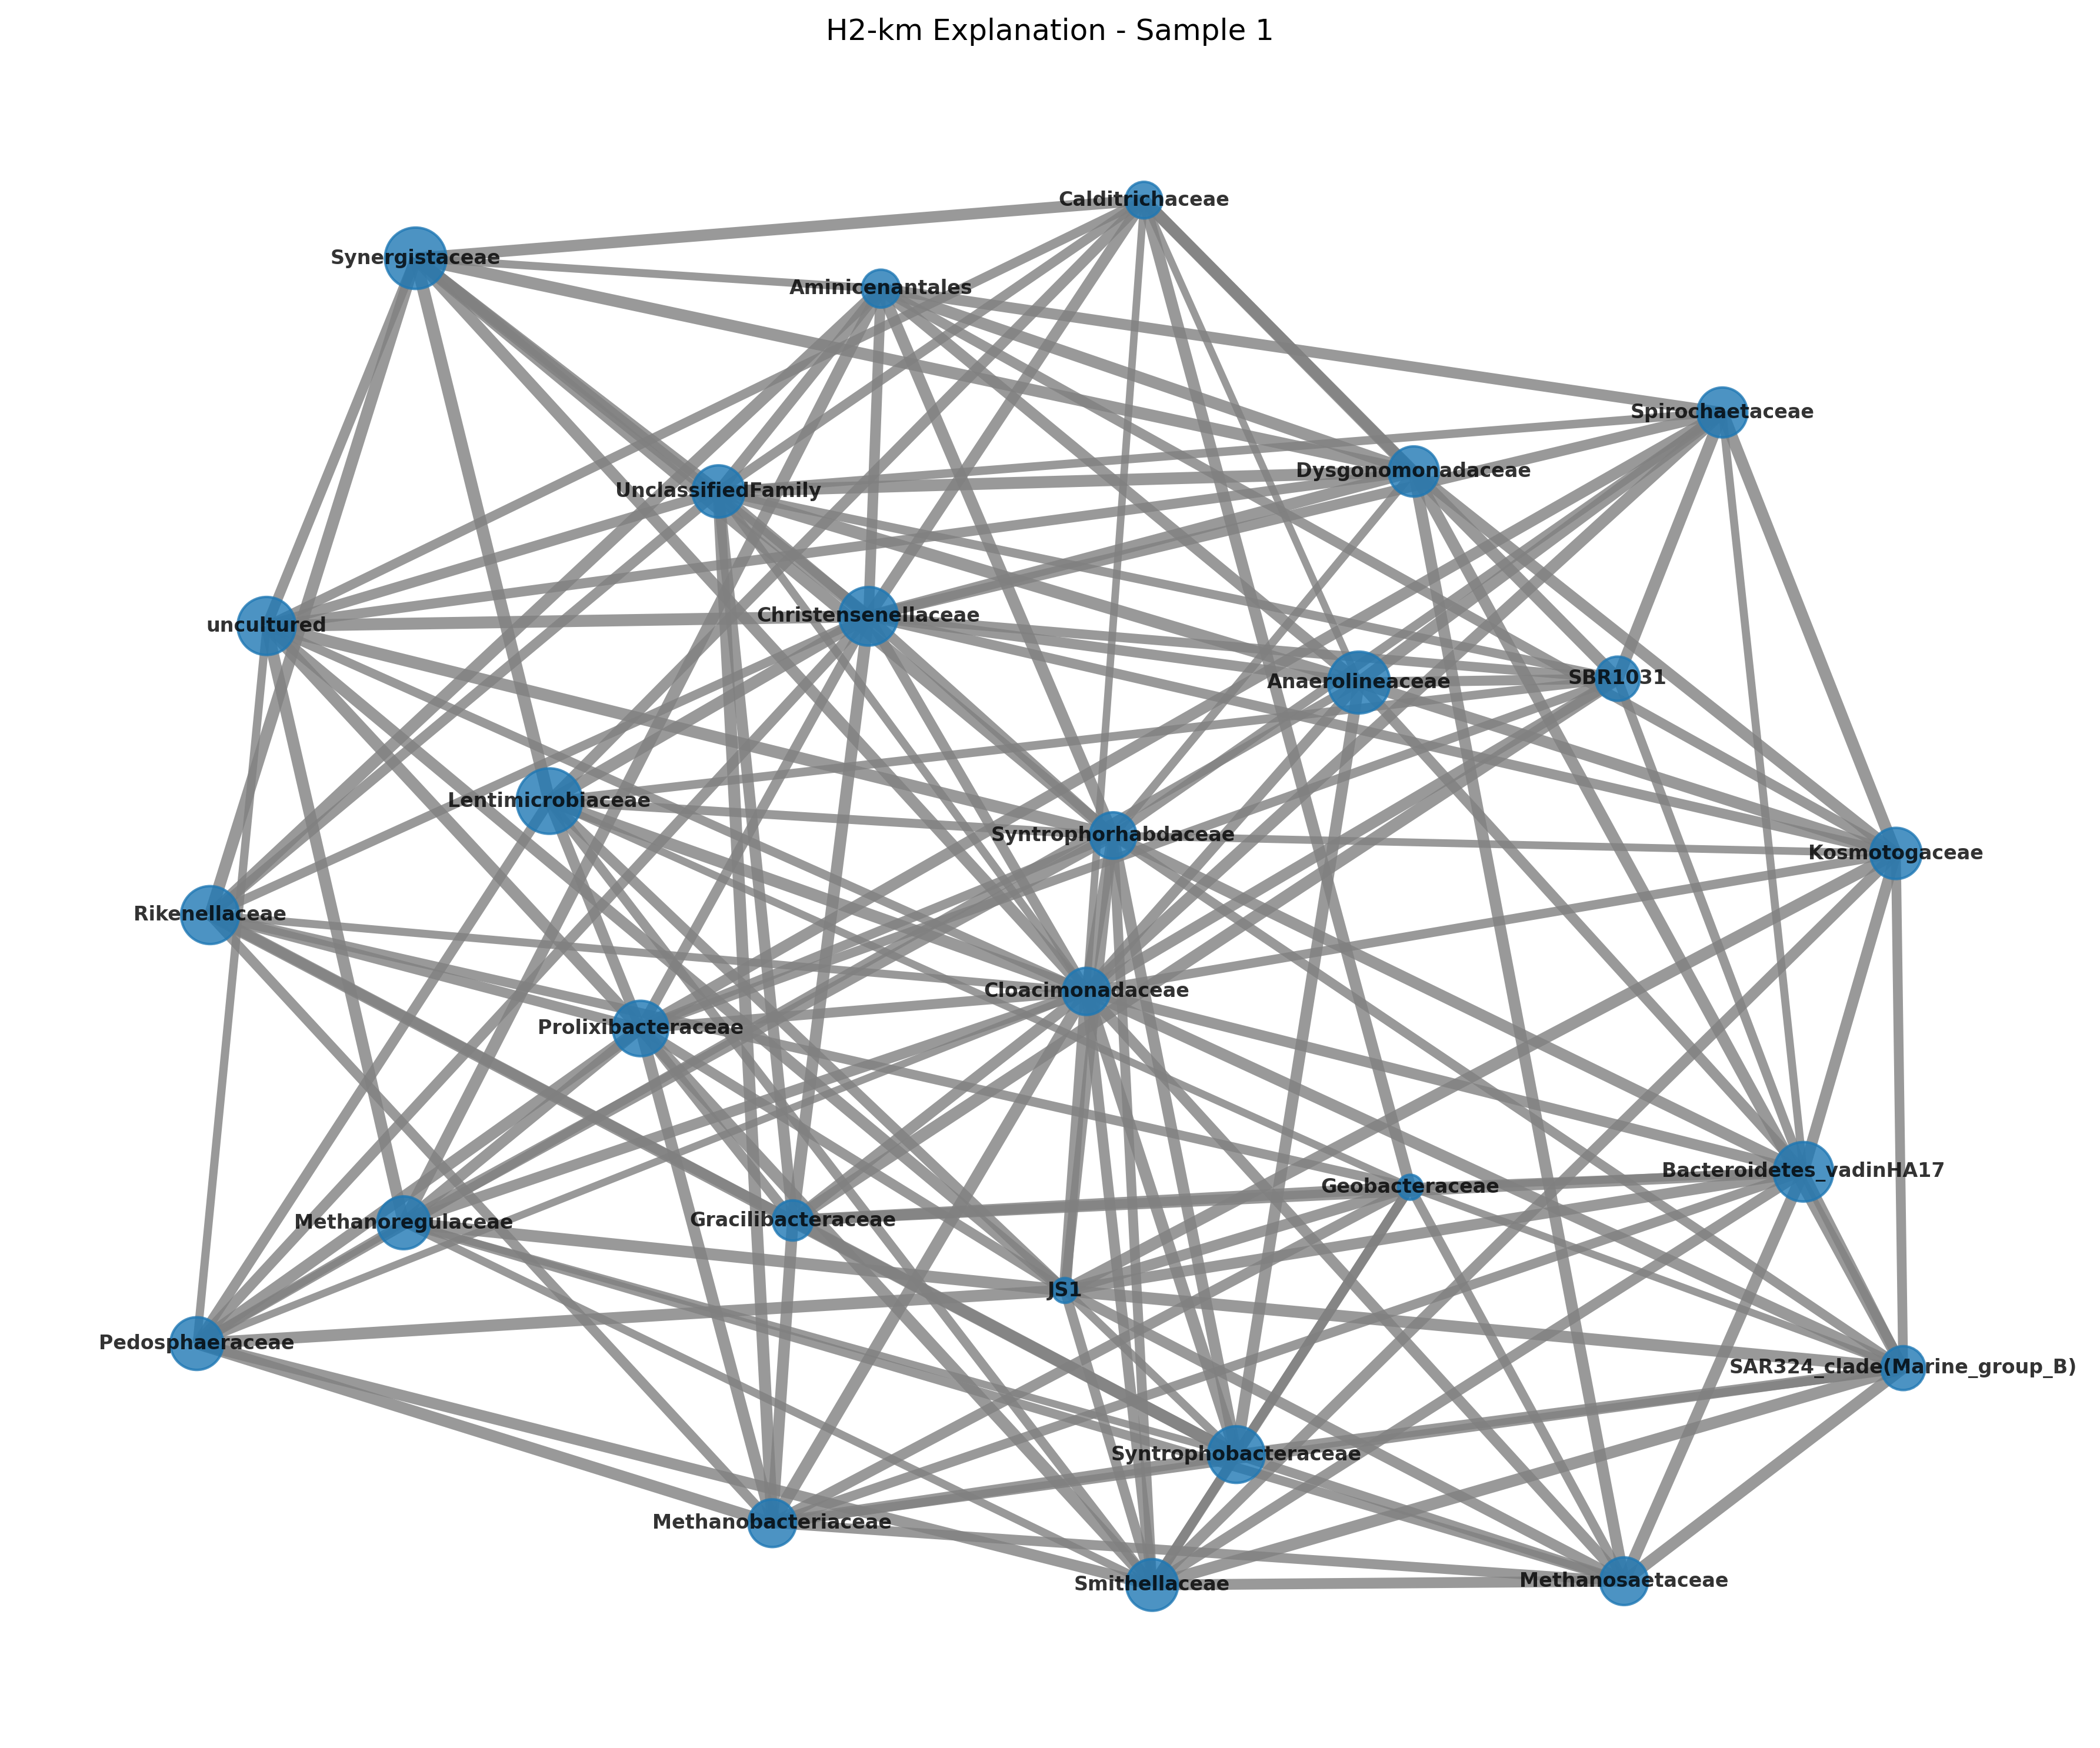 H2-km Explanation - Sample 1
Calditrichaceae
Synergistaceae
Aminicenantales
Spirochaetaceae
Dysgonomonadaceae
UnclassifiedFamily
Christensenellaceae
uncultured
SBR1031
Anaerolineaceae
Lentimicrobiaceae
Syntrophorhabdaceae
Kosmotogaceae
Rikenellaceae
Cloacimonadaceae
Prolixibacteraceae
Bacteroidetes_vadinHA17
Geobacteraceae
Gracilibacteraceae
Methanoregulaceae
JS1
Pedosphaeraceae
SAR324_clade(Marine_group_B)
Syntrophobacteraceae
Methanobacteriaceae
Methanosaetaceae
Smithellaceae